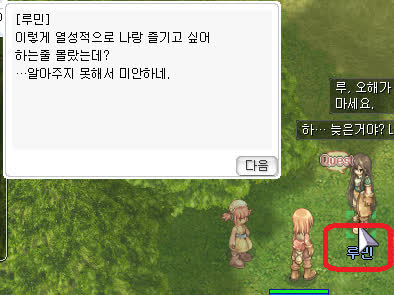 [루민]
이렇게 열성적으로 나랑 즐기고 싶어
하는줄 몰랐는데?
…알아주지 못해서 미안하네.
다음
루, 오해가
마세요.
하… 늦은거야? 나
Quest
루민